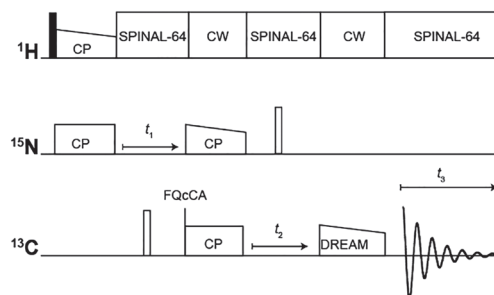 SPINAL-64 CW SPINAL-64 CW SPINAL-64
CP
¹H
t₁
¹⁵N CP CP
t₃
FQcCA
t₂
¹³C CP DREAM